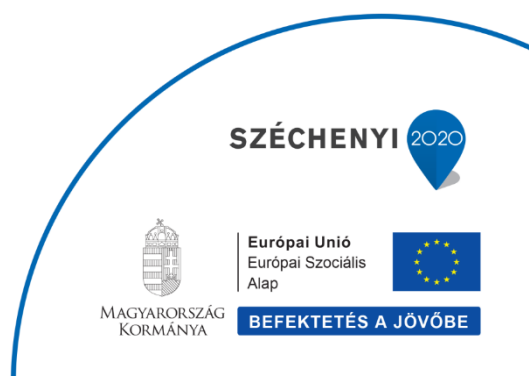 SZÉCHENYI 2020
Európai Unió
Európai Szociális
Alap
MAGYARORSZÁG
KORMÁNYA
BEFEKTETÉS A JÖVŐBE